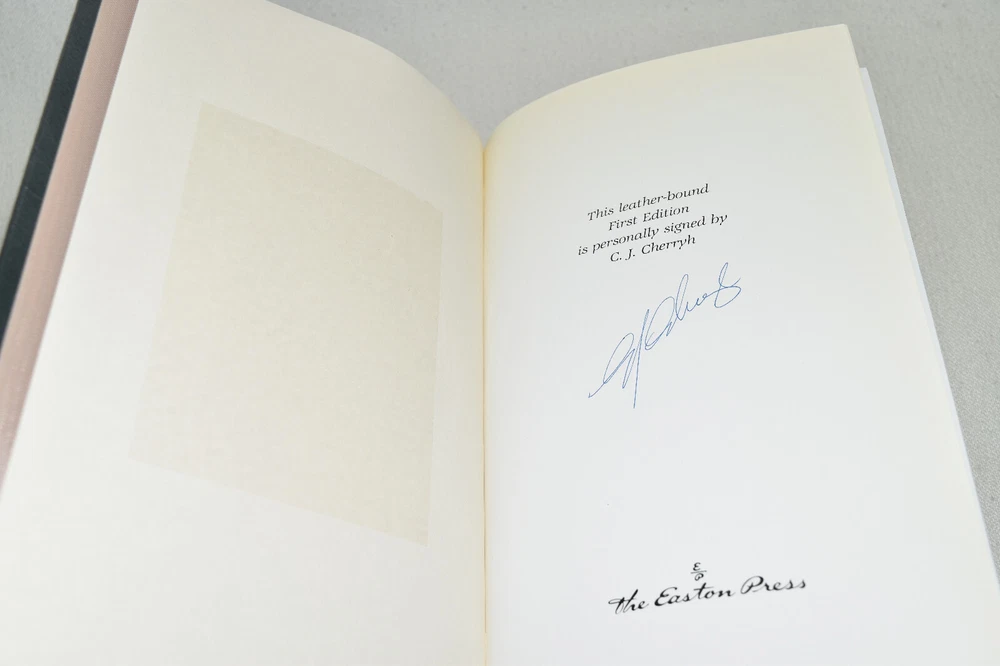 This leather-bound
First Edition
is personally signed by
C. J. Cherryh
E
P
the Easton Press